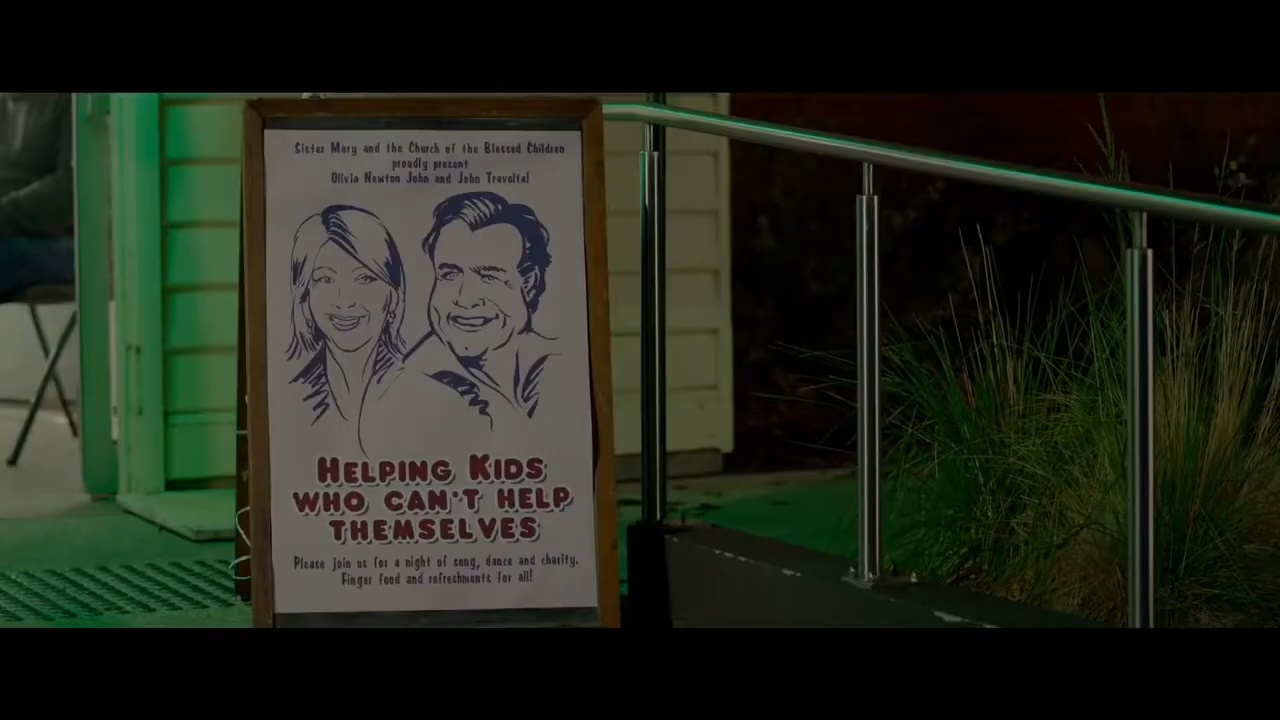 Sister Mary and the Church of the Blessed Children
proudly present
Olivia Newton John and John Travolta!
HELPING KIDS
WHO CAN'T HELP
THEMSELVES
Please join us for a night of song, dance and charity.
Finger food and refreshments for all!